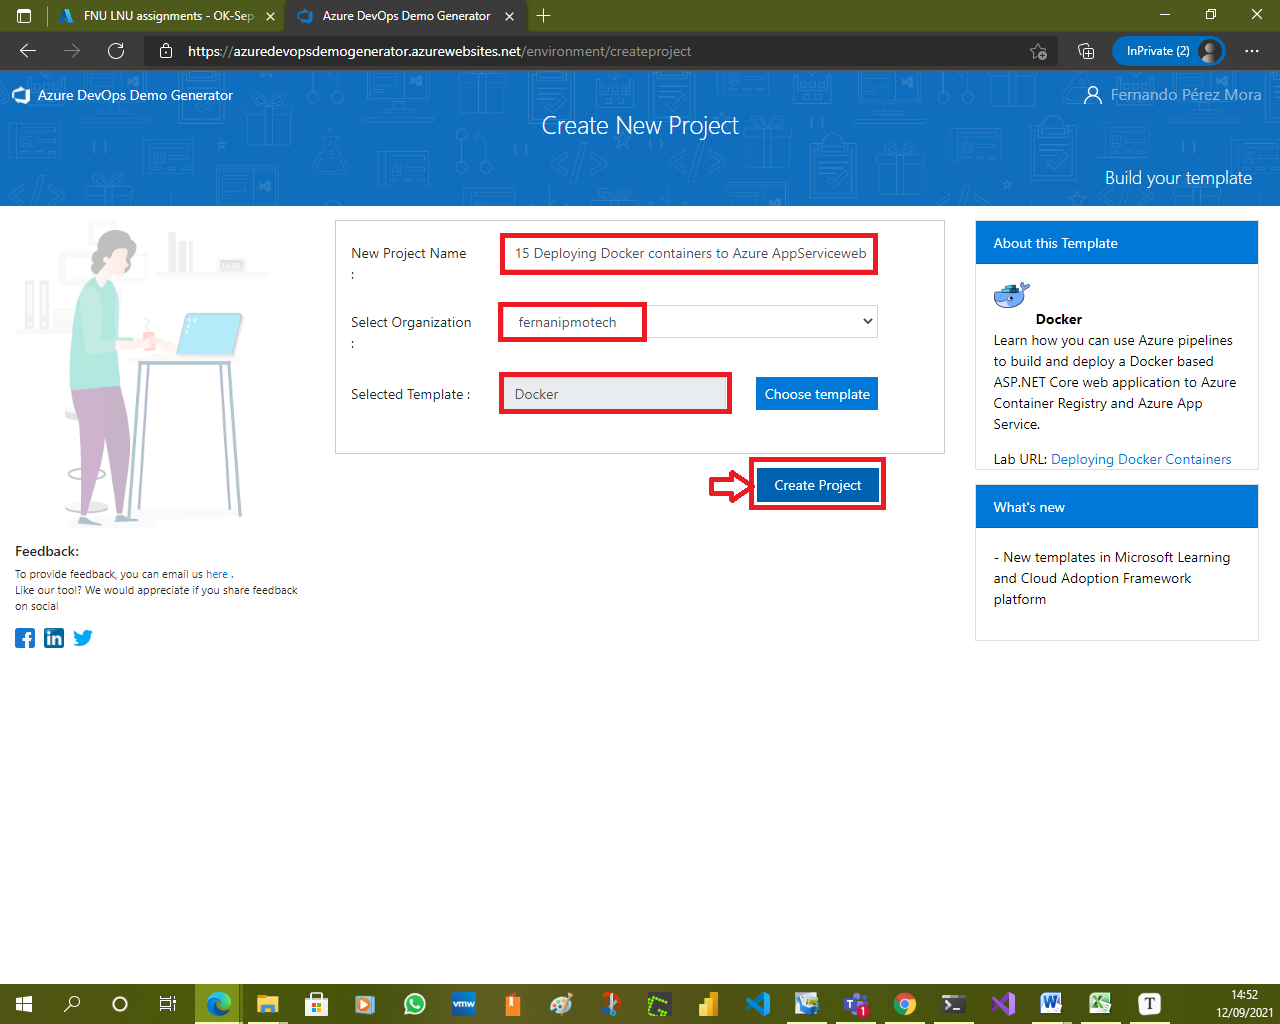 FNU LNU assignments - OK-Sep-
Azure DevOps Demo Generator
https://azuredevopsdemogenerator.azurewebsites.net/environment/createproject
InPrivate (2)
Azure DevOps Demo Generator
Fernando Pérez Mora
Create New Project
Build your template
New Project Name
:
15 Deploying Docker containers to Azure AppServiceweb
Select Organization
:
fernanipmotech
Selected Template :
Docker
Choose template
Create Project
About this Template
Docker
Learn how you can use Azure pipelines
to build and deploy a Docker based
ASP.NET Core web application to Azure
Container Registry and Azure App
Service.
Lab URL: Deploying Docker Containers
What's new
- New templates in Microsoft Learning
and Cloud Adoption Framework
platform
Feedback:
To provide feedback, you can email us here .
Like our tool? We would appreciate if you share feedback
on social
vmw
1
T
14:52
12/09/2021